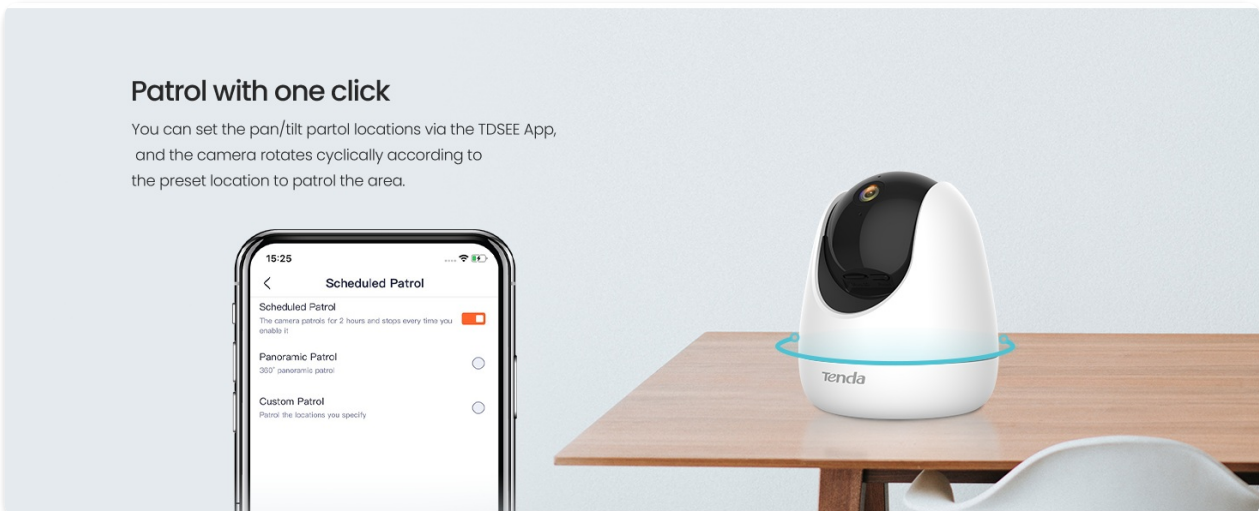 Patrol with one click
You can set the pan/tilt partol locations via the TDSEE App,
and the camera rotates cyclically according to
the preset location to patrol the area.
15:25
Scheduled Patrol
Scheduled Patrol
The camera patrols for 2 hours and stops every time you
enable it
Panoramic Patrol
360° panoramic patrol
Custom Patrol
Patrol the locations you specify
Tenda